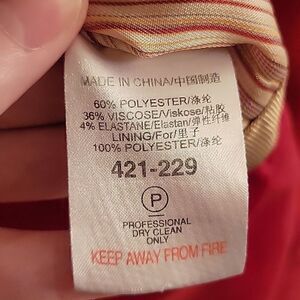 MADE IN CHINA/中国制造
60% POLYESTER/涤纶
36% VISCOSE/Viskose/粘胶
4% ELASTANE/Elastan/弹性纤维
LINING/For/里子
100% POLYESTER/涤纶
421-229
P
PROFESSIONAL
DRY CLEAN
ONLY
KEEP AWAY FROM FIRE